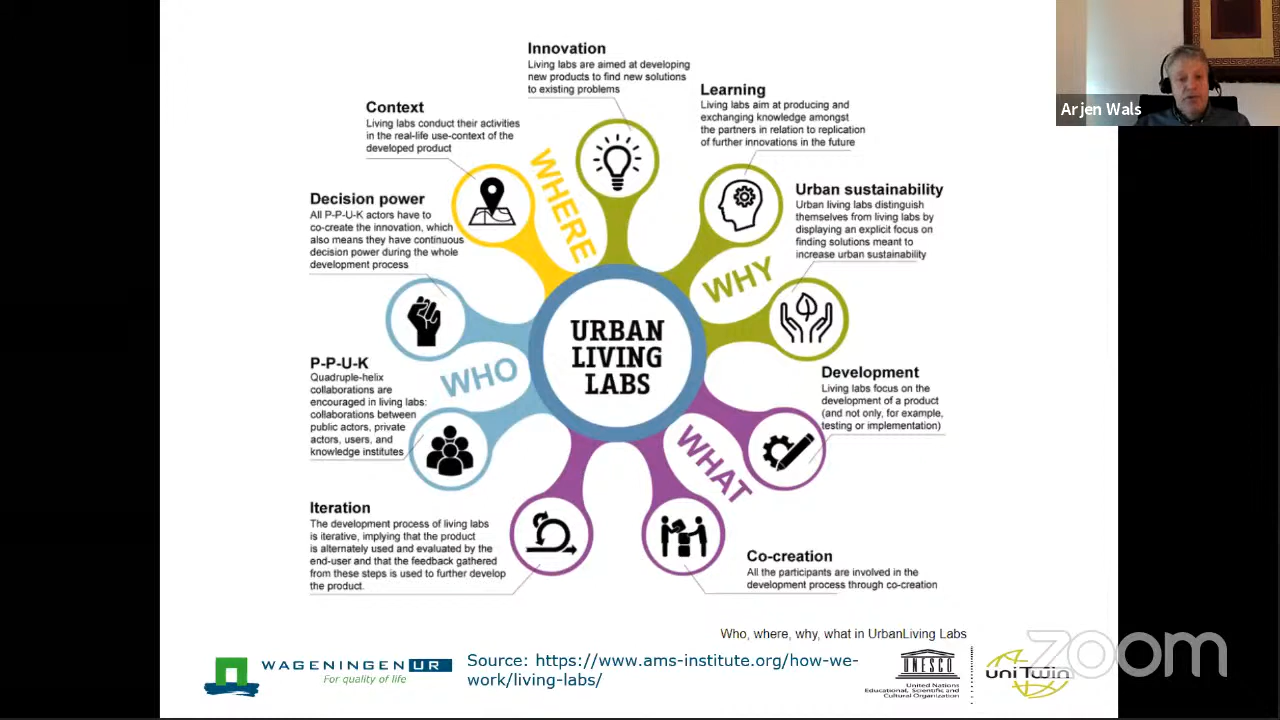 Innovation
Living labs are aimed at developing
new products to find new solutions
to existing problems
Learning
Living labs aim at producing and
exchanging knowledge amongst
the partners in relation to replication
of further innovations in the future
Urban sustainability
Urban living labs distinguish
themselves from living labs by
displaying an explicit focus on
finding solutions meant to
increase urban sustainability
Development
Living labs focus on the
development of a product
(and not only, for example,
testing or implementation)
Co-creation
All the participants are involved in the
development process through co-creation
Iteration
The development process of living labs
is iterative, implying that the product
is alternately used and evaluated by the
end-user and that the feedback gathered
from these steps is used to further develop
the product.
P-P-U-K
Quadruple-helix
collaborations are
encouraged in living labs:
collaborations between
public actors, private
actors, users, and
knowledge institutes
Decision power
All P-P-U-K actors have to
co-create the innovation, which
also means they have continuous
decision power during the whole
development process
Context
Living labs conduct their activities
in the real-life use-context of the
developed product
WHERE
WHY
WHAT
WHO
URBAN
LIVING
LABS
Who, where, why, what in UrbanLiving Labs
WAGENINGEN UR
For quality of life
Source: https://www.ams-institute.org/how-we-
work/living-labs/
UNESCO
United Nations
Educational, Scientific and
Cultural Organization
uniTwin
zoom
Arjen Wals